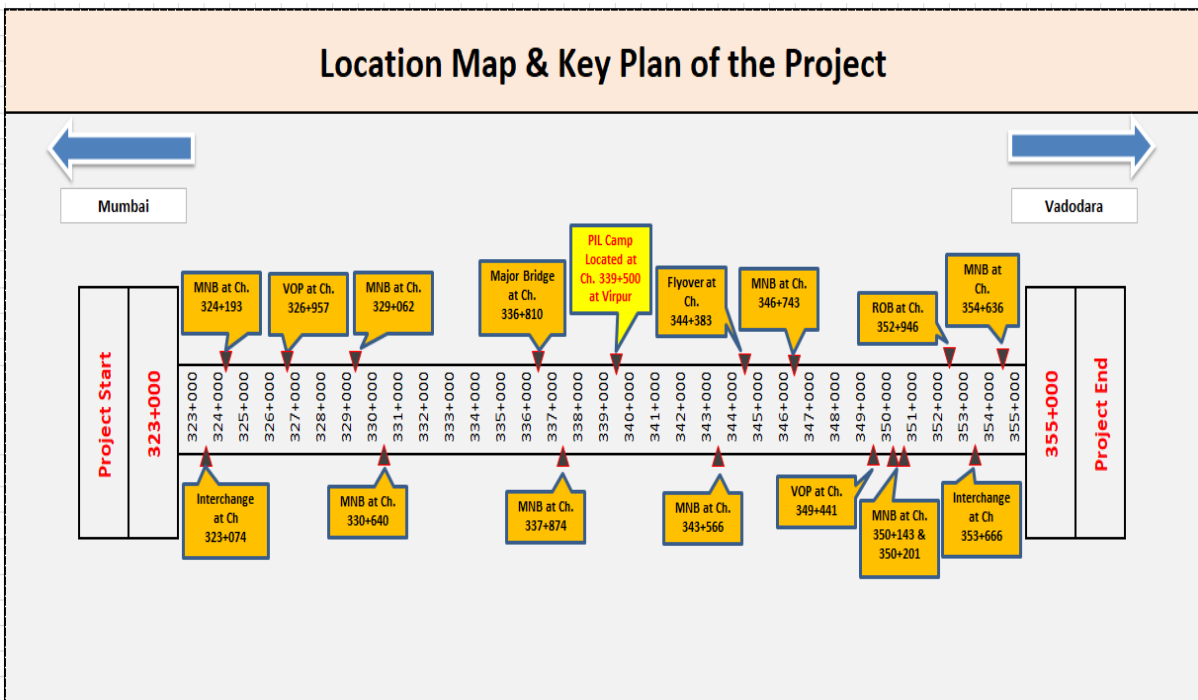 Location Map & Key Plan of the Project
Mumbai
Vadodara
MNB at Ch.
324+193
VOP at Ch.
326+957
MNB at Ch.
329+062
Major Bridge
at Ch.
336+810
PIL Camp
Located at
Ch. 339+500
at Virpur
Flyover at
Ch.
344+383
MNB at Ch.
346+743
ROB at Ch.
352+946
MNB at
Ch.
354+636
Project Start
323+000
323+000
324+000
325+000
326+000
327+000
328+000
329+000
330+000
331+000
332+000
333+000
334+000
335+000
336+000
337+000
338+000
339+000
340+000
341+000
342+000
343+000
344+000
345+000
346+000
347+000
348+000
349+000
350+000
351+000
352+000
353+000
354+000
355+000
355+000
Project End
Interchange
at Ch
323+074
MNB at Ch.
330+640
MNB at Ch.
337+874
MNB at Ch.
343+566
VOP at Ch.
349+441
MNB at Ch.
350+143 &
350+201
Interchange
at Ch
353+666